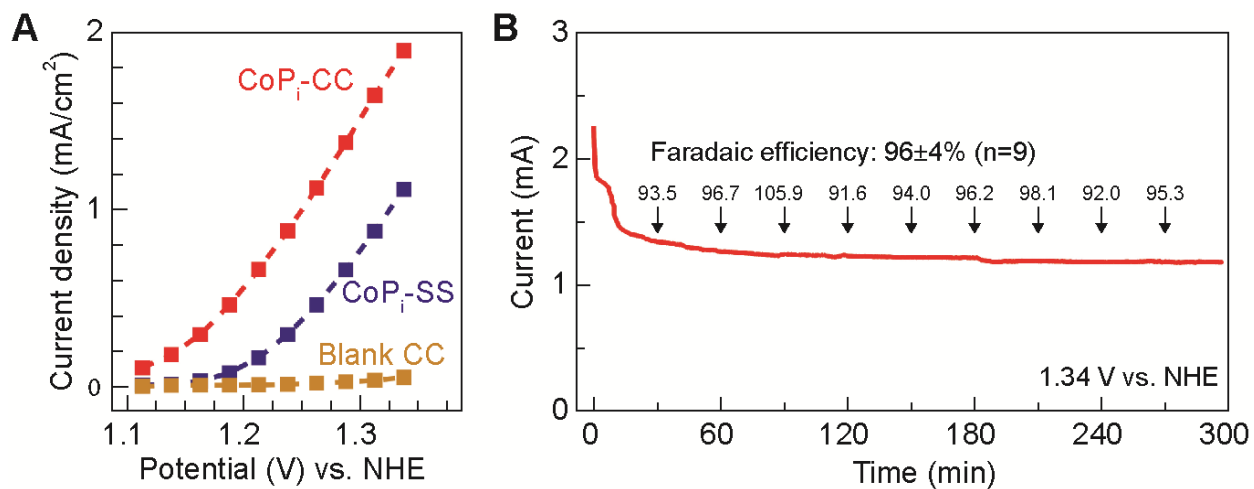 A
Current density (mA/cm²)
2
1
0
CoPᵢ-CC
CoPᵢ-SS
Blank CC
1.1 1.2 1.3
Potential (V) vs. NHE
B
Current (mA)
3
2
1
0
Faradaic efficiency: 96±4% (n=9)
93.5 96.7 105.9 91.6 94.0 96.2 98.1 92.0 95.3
1.34 V vs. NHE
0 60 120 180 240 300
Time (min)